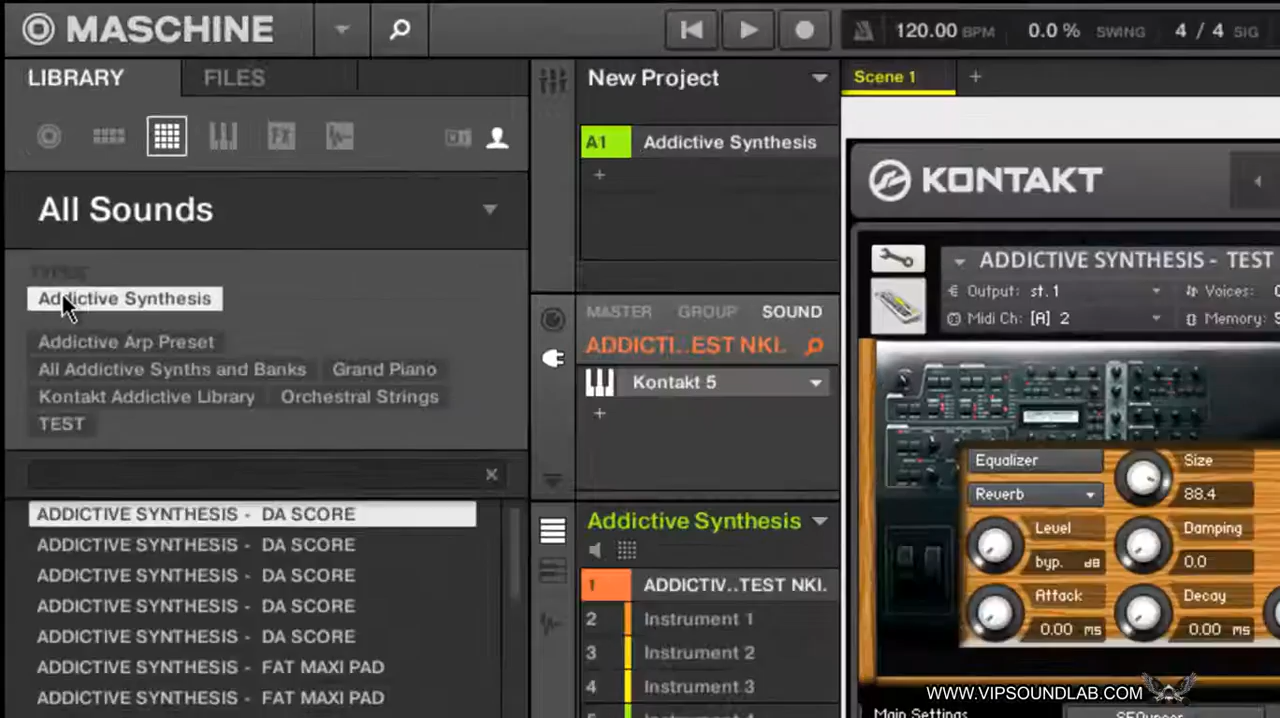 MASCHINE
120.00 BPM 0.0 % SWING 4 / 4 SIG
LIBRARY FILES
New Project
Scene 1 +
A1 Addictive Synthesis
+
KONTAKT
All Sounds
TYPES
Addictive Synthesis
Addictive Arp Preset
All Addictive Synths and Banks Grand Piano
Kontakt Addictive Library Orchestral Strings
TEST
MASTER GROUP SOUND
ADDICTI..EST NKI.
Kontakt 5
+
ADDICTIVE SYNTHESIS - TEST
Output: st.1 Voices:
Midi Ch: [A] 2 Memory:
Equalizer Size
Reverb 88.4
Level Damping
byp. dB 0.0
Attack Decay
0.00 ms 0.00 ms
ADDICTIVE SYNTHESIS - DA SCORE
ADDICTIVE SYNTHESIS - DA SCORE
ADDICTIVE SYNTHESIS - DA SCORE
ADDICTIVE SYNTHESIS - DA SCORE
ADDICTIVE SYNTHESIS - DA SCORE
ADDICTIVE SYNTHESIS - FAT MAXI PAD
ADDICTIVE SYNTHESIS - FAT MAXI PAD
Addictive Synthesis
1 ADDICTIV..TEST NKI.
2 Instrument 1
3 Instrument 2
4 Instrument 3
WWW.VIPSOUNDLAB.COM
Main Settings